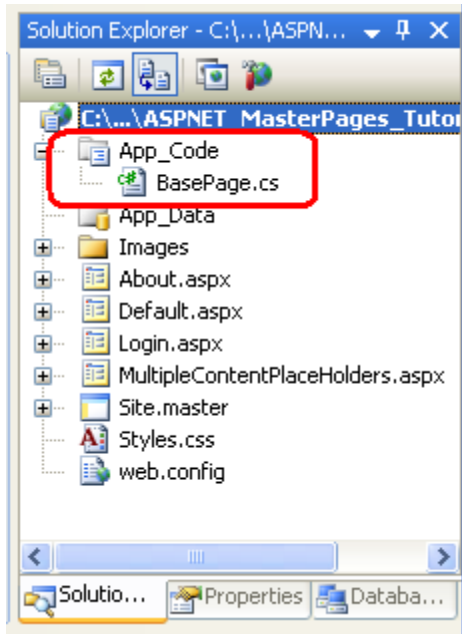 Solution Explorer - C:\...\ASPN...
C:\...\ASPNET_MasterPages_Tutor
App_Code
BasePage.cs
App_Data
Images
About.aspx
Default.aspx
Login.aspx
MultipleContentPlaceHolders.aspx
Site.master
Styles.css
web.config
Solutio... Properties Databa...